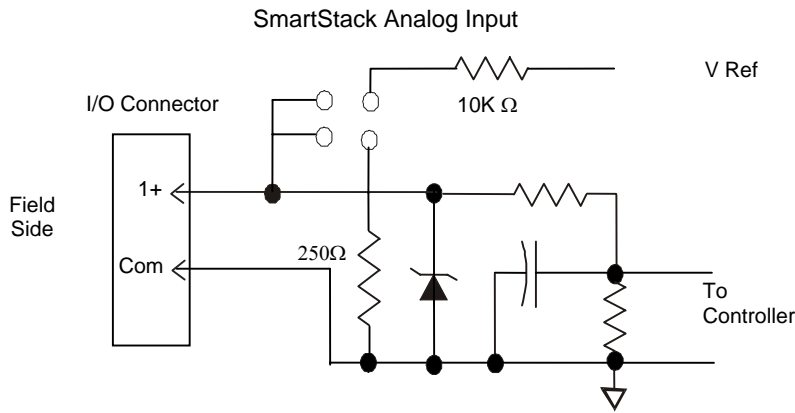 SmartStack Analog Input
V Ref
I/O Connector
10K Ω
1+
Field
Side
250Ω
Com
To
Controller